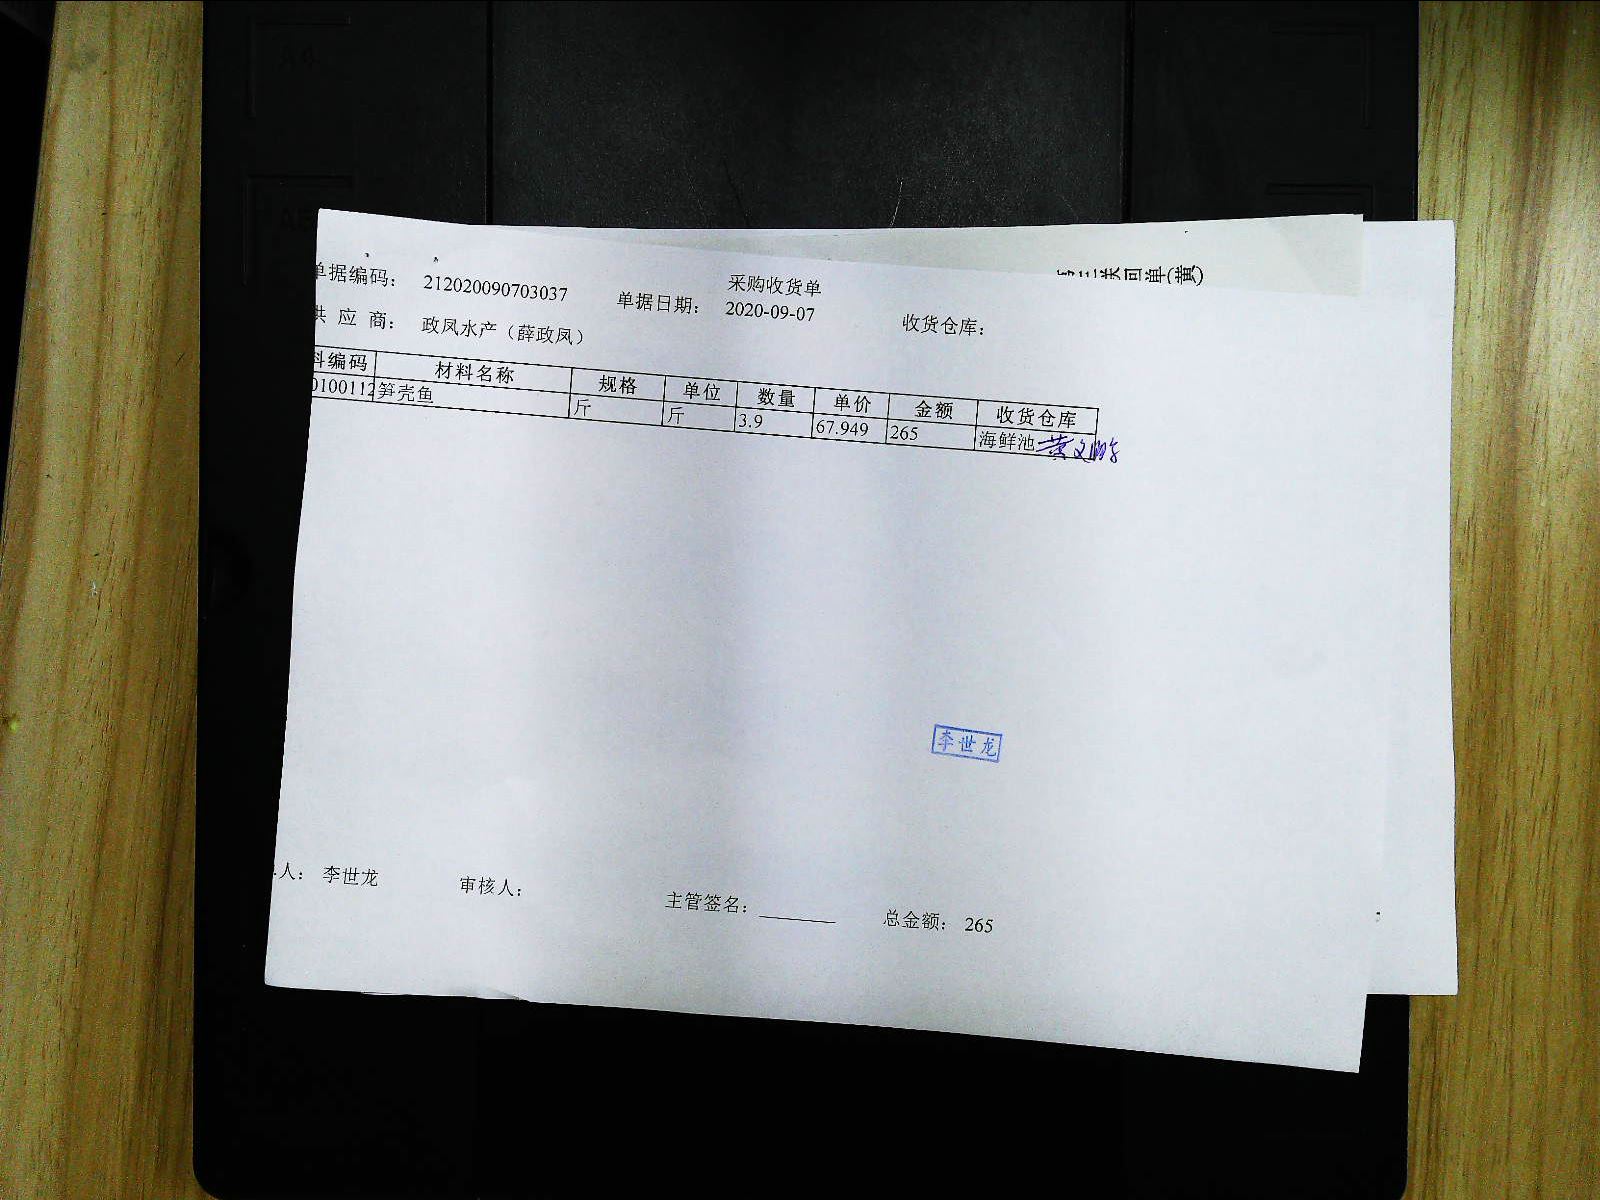 采购收货单
单据编码： 212020090703037 单据日期： 2020-09-07 收货仓库：
供 应 商： 政凤水产（薛政凤）
料编码 材料名称 规格 单位 数量 单价 金额 收货仓库
0100112 笋壳鱼 斤 斤 3.9 67.949 265 海鲜池
李世龙
人： 李世龙 审核人： 主管签名： 总金额： 265